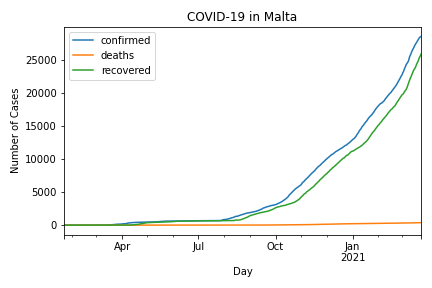 COVID-19 in Malta
confirmed
deaths
recovered
25000
20000
15000
10000
5000
0
Number of Cases
Apr
Jul
Oct
Jan
2021
Day